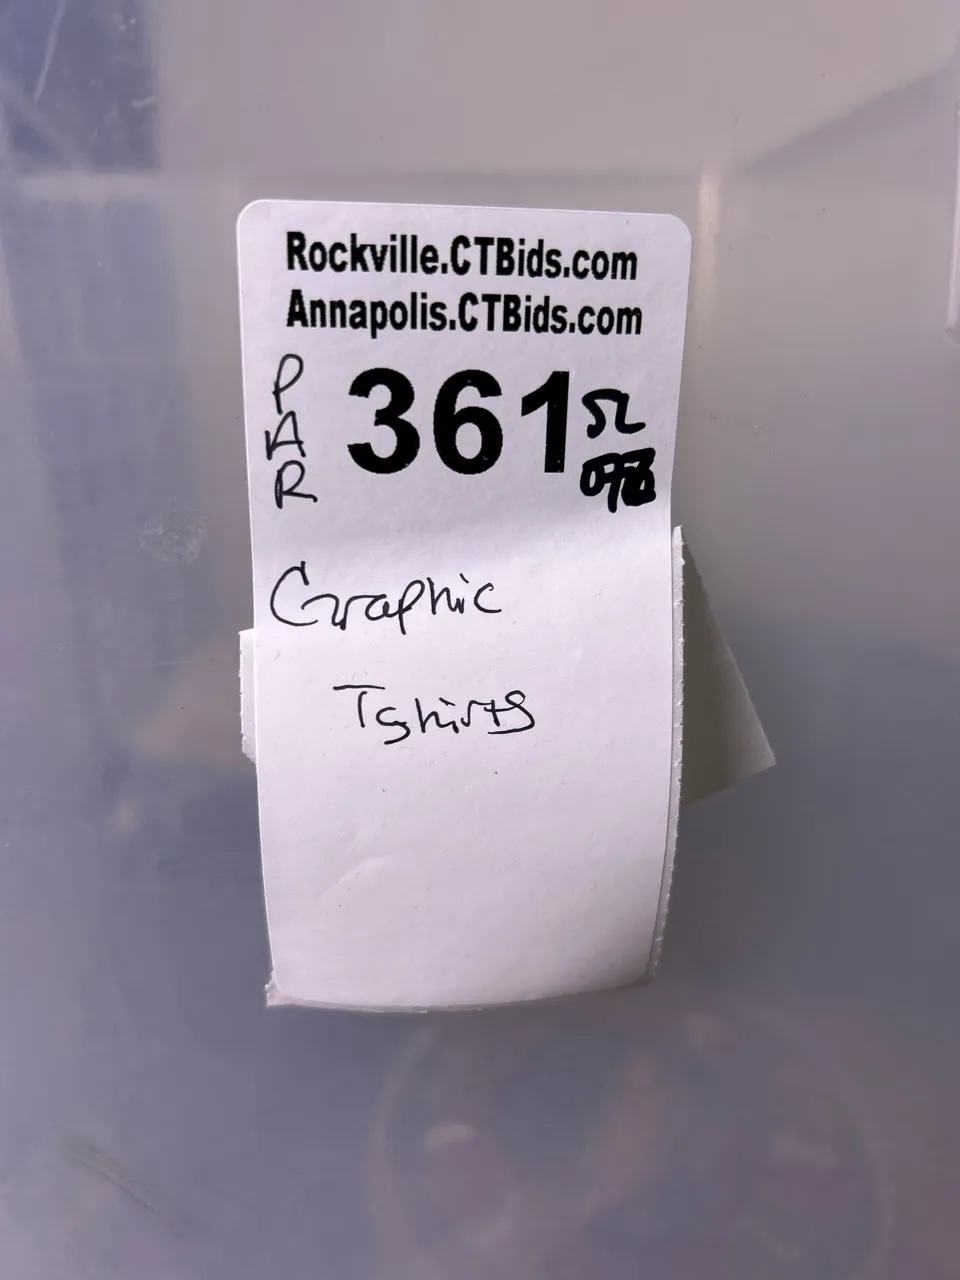 Rockville.CTBids.com
Annapolis.CTBids.com
PAR
361
SL
Graphic
Tshirts